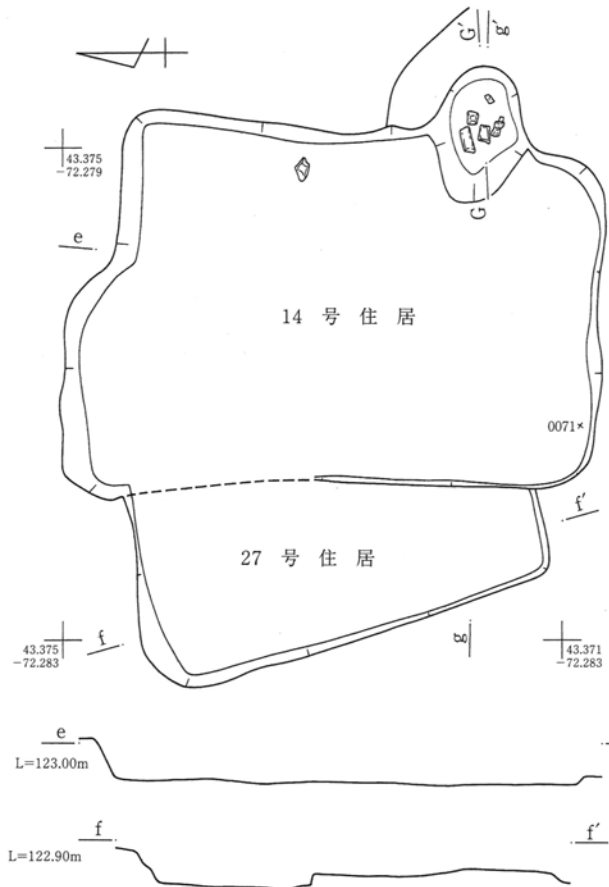 G' g'
43.375
-72.279
e
G
14 号 住 居
0071×
f'
27 号 住 居
f
g
43.375
-72.283
43.371
-72.283
e
L=123.00m
f
f'
L=122.90m